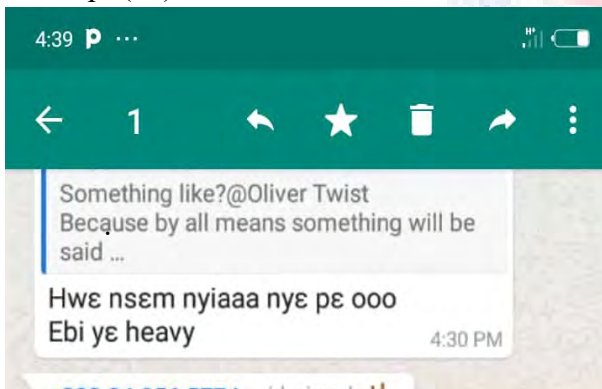 4:39 P ...
1
Something like?@Oliver Twist
Because by all means something will be
said ...
Hwɛ nsɛm nyiaaa nyɛ pɛ ooo
Ebi yɛ heavy
4:30 PM